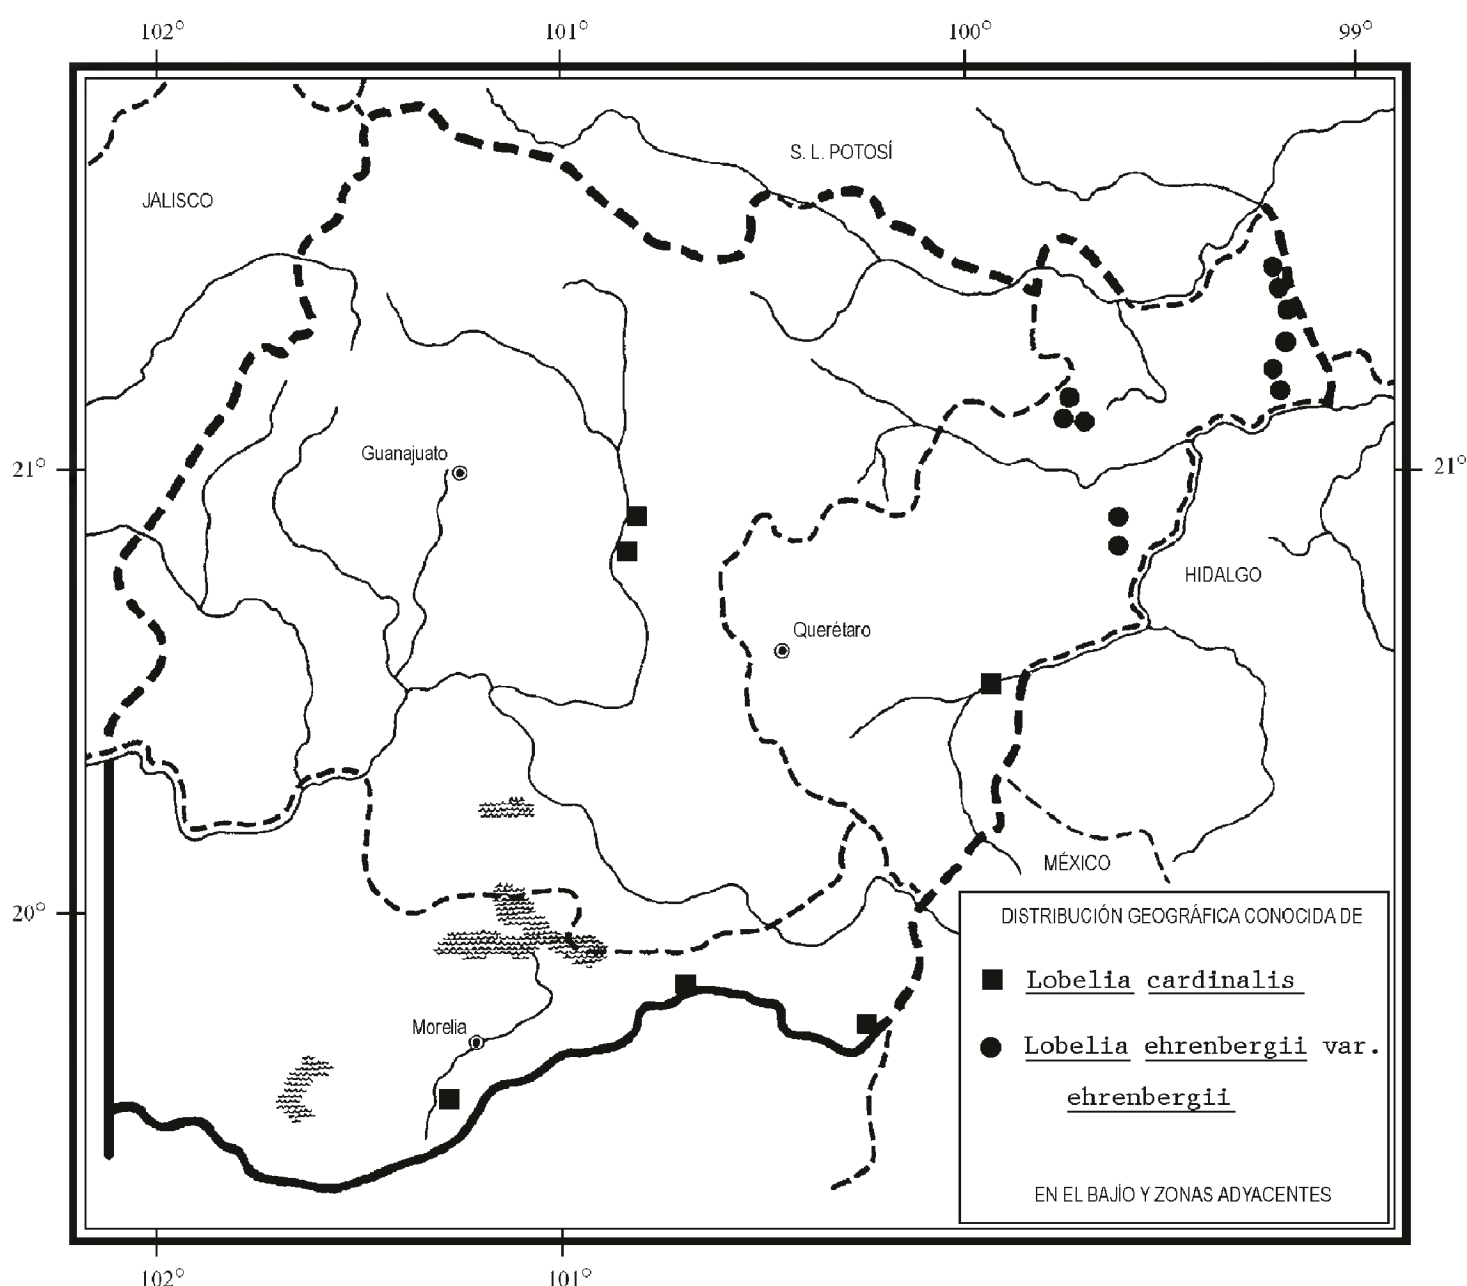 102° 101° 100° 99°
S. L. POTOSÍ
JALISCO
Guanajuato
21° 21°
HIDALGO
Querétaro
MÉXICO
20°
DISTRIBUCIÓN GEOGRÁFICA CONOCIDA DE
Lobelia cardinalis
Morelia
Lobelia ehrenbergii var.
ehrenbergii
EN EL BAJÍO Y ZONAS ADYACENTES
102° 101°